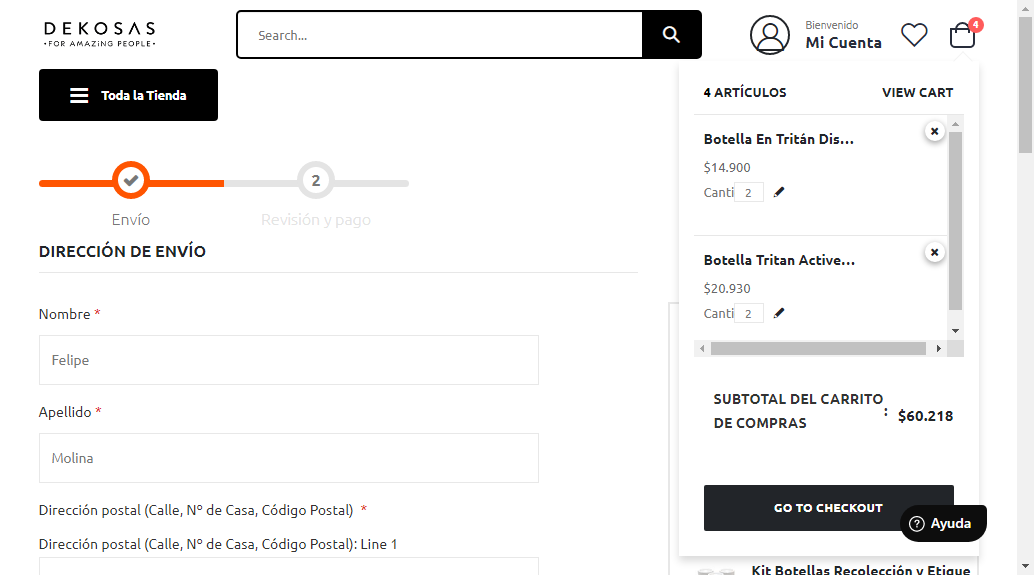 DEKOSAS
•FOR AMAZING PEOPLE•
Search...
Bienvenido
Mi Cuenta
4
Toda la Tienda
4 ARTÍCULOS
VIEW CART
Botella En Tritán Dis...
$14.900
Canti 2
Botella Tritan Active...
$20.930
Canti 2
SUBTOTAL DEL CARRITO
DE COMPRAS
:
$60.218
GO TO CHECKOUT
Ayuda
2
Envío
Revisión y pago
DIRECCIÓN DE ENVÍO
Nombre *
Felipe
Apellido *
Molina
Dirección postal (Calle, Nº de Casa, Código Postal) *
Dirección postal (Calle, Nº de Casa, Código Postal): Line 1
Kit Botellas Recolección y Etique